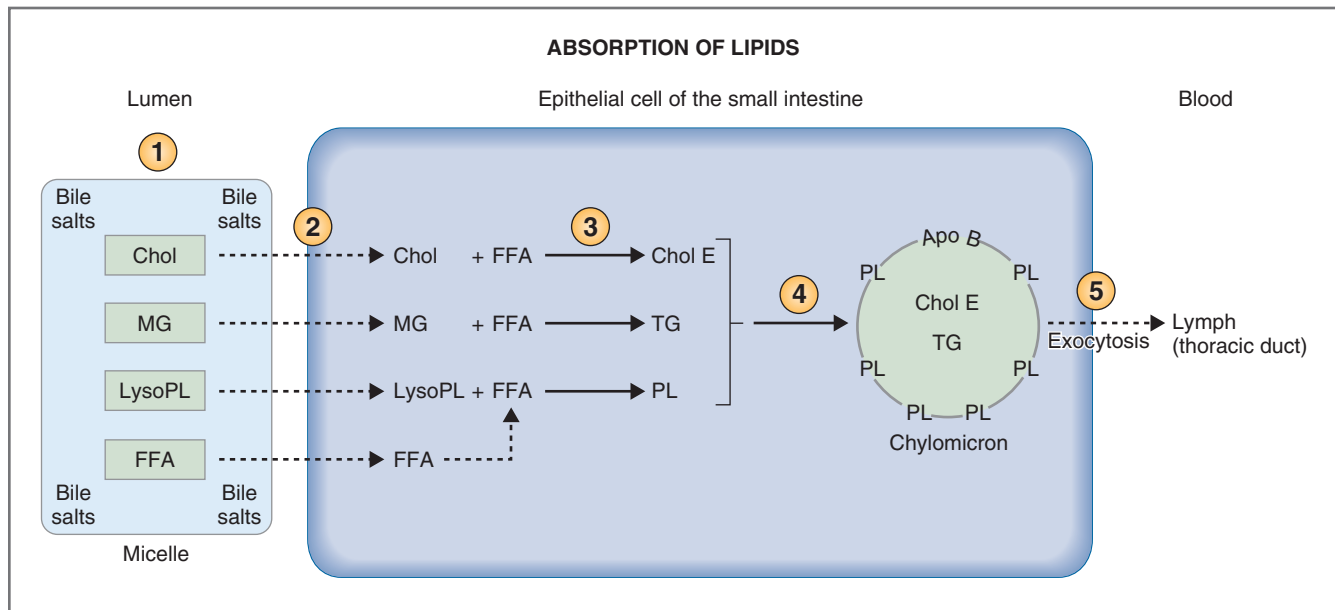 ABSORPTION OF LIPIDS
Lumen
Epithelial cell of the small intestine
Blood
1
Bile
salts
Bile
salts
2
3
Chol
Chol + FFA
Chol E
MG
MG + FFA
TG
LysoPL
LysoPL + FFA
PL
FFA
FFA
Bile
salts
Bile
salts
Micelle
4
Apo B
PL
PL
Chol E
TG
PL
PL
PL
PL
Chylomicron
5
Exocytosis
Lymph
(thoracic duct)